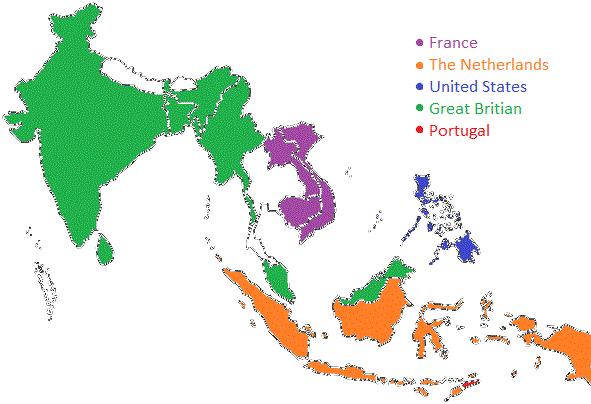 France
The Netherlands
United States
Great Britian
Portugal